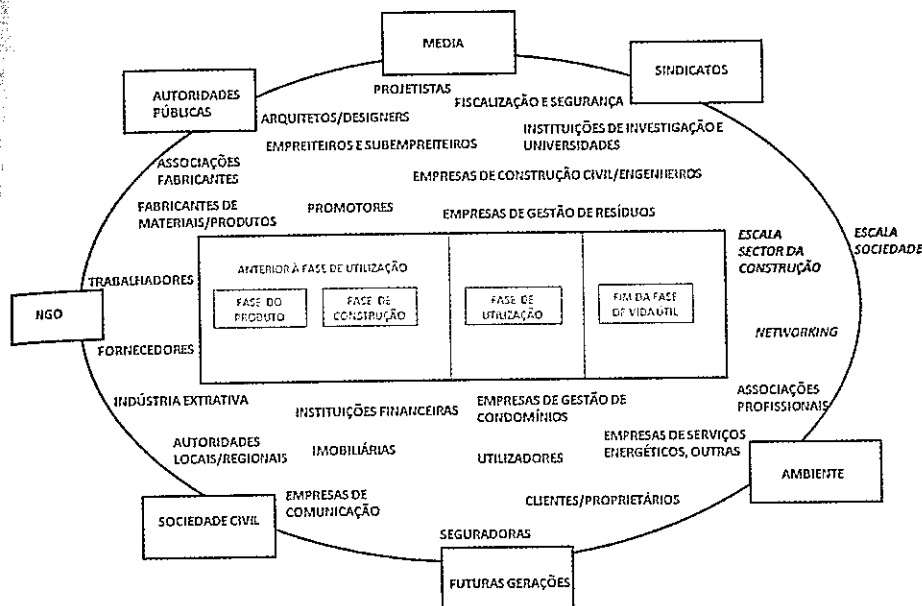 MEDIA
SINDICATOS
AUTORIDADES
PÚBLICAS
PROJETISTAS
FISCALIZAÇÃO E SEGURANÇA
ARQUITETOS/DESIGNERS
INSTITUIÇÕES DE INVESTIGAÇÃO E
UNIVERSIDADES
EMPREITEIROS E SUBEMPREITEIROS
ASSOCIAÇÕES
FABRICANTES
EMPRESAS DE CONSTRUÇÃO CIVIL/ENGENHEIROS
FABRICANTES DE
MATERIAIS/PRODUTOS
PROMOTORES
EMPRESAS DE GESTÃO DE RESÍDUOS
ESCALA
SECTOR DA
CONSTRUÇÃO
ESCALA
SOCIEDADE
ANTERIOR À FASE DE UTILIZAÇÃO
TRABALHADORES
FASE DO
PRODUTO
FASE DE
CONSTRUÇÃO
FASE DE
UTILIZAÇÃO
FIM DA FASE
DE VIDA ÚTIL
NGO
NETWORKING
FORNECEDORES
INDÚSTRIA EXTRATIVA
INSTITUIÇÕES FINANCEIRAS
EMPRESAS DE GESTÃO DE
CONDOMÍNIOS
ASSOCIAÇÕES
PROFISSIONAIS
AUTORIDADES
LOCAIS/REGIONAIS
IMOBILIÁRIAS
UTILIZADORES
EMPRESAS DE SERVIÇOS
ENERGÉTICOS, OUTRAS
AMBIENTE
SOCIEDADE CIVIL
EMPRESAS DE
COMUNICAÇÃO
CLIENTES/PROPRIETÁRIOS
SEGURADORAS
FUTURAS GERAÇÕES